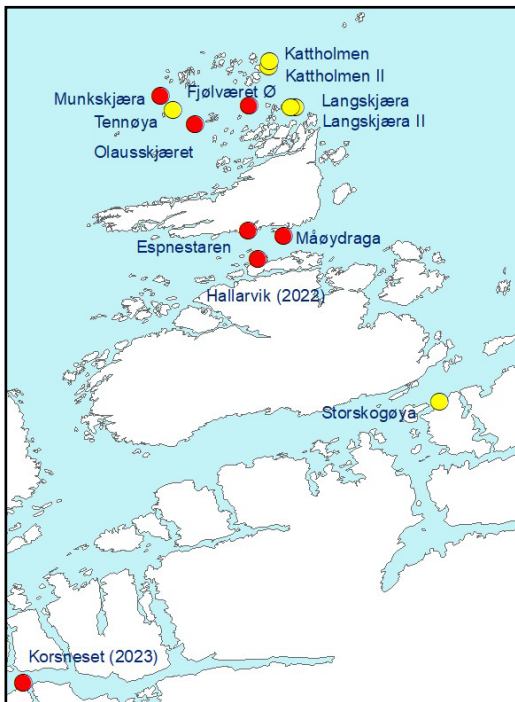 Kattholmen
Kattholmen II
Fjølværet Ø
Munkskjæra
Langskjæra
Tennøya
Langskjæra II
Olausskjæret
Måøydraga
Espnestaren
Hallarvik (2022)
Storskogøya
Korsneset (2023)